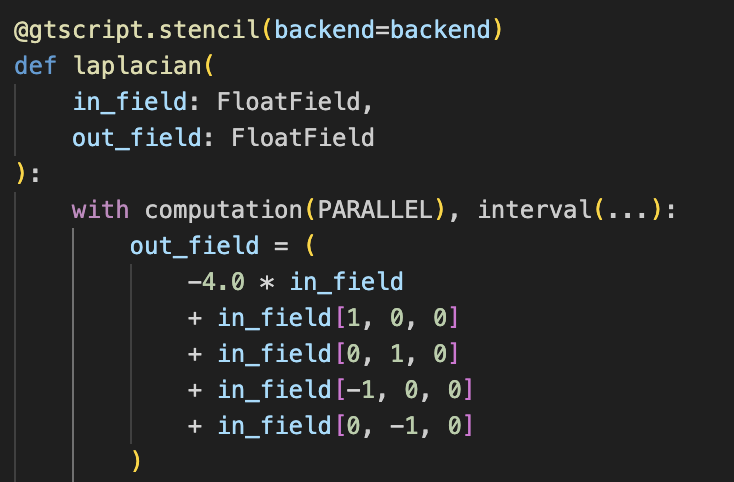 @gtscript.stencil(backend=backend)
def laplacian(
    in_field: FloatField,
    out_field: FloatField
):
    with computation(PARALLEL), interval(...):
        out_field = (
            -4.0 * in_field
            + in_field[1, 0, 0]
            + in_field[0, 1, 0]
            + in_field[-1, 0, 0]
            + in_field[0, -1, 0]
        )